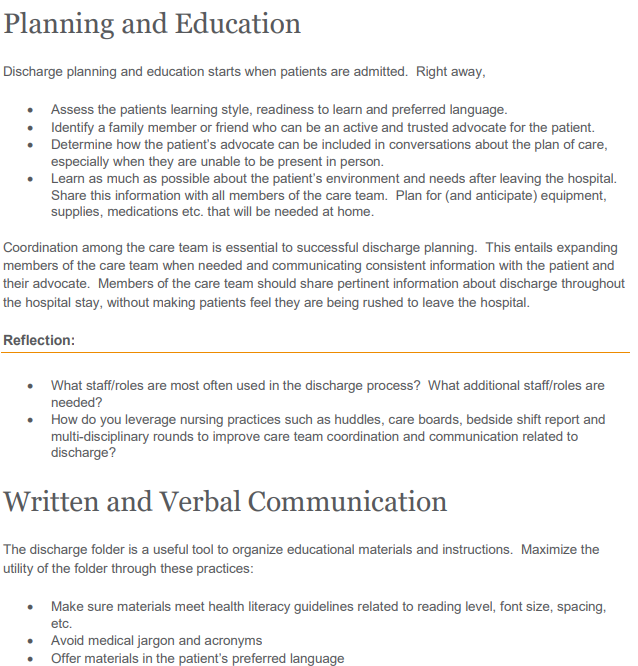 Planning and Education
Discharge planning and education starts when patients are admitted.  Right away,
• Assess the patients learning style, readiness to learn and preferred language.
• Identify a family member or friend who can be an active and trusted advocate for the patient.
• Determine how the patient's advocate can be included in conversations about the plan of care,
especially when they are unable to be present in person.
• Learn as much as possible about the patient's environment and needs after leaving the hospital.
Share this information with all members of the care team.  Plan for (and anticipate) equipment,
supplies, medications etc. that will be needed at home.
Coordination among the care team is essential to successful discharge planning.  This entails expanding
members of the care team when needed and communicating consistent information with the patient and
their advocate.  Members of the care team should share pertinent information about discharge throughout
the hospital stay, without making patients feel they are being rushed to leave the hospital.
Reflection:
• What staff/roles are most often used in the discharge process?  What additional staff/roles are
needed?
• How do you leverage nursing practices such as huddles, care boards, bedside shift report and
multi-disciplinary rounds to improve care team coordination and communication related to
discharge?
Written and Verbal Communication
The discharge folder is a useful tool to organize educational materials and instructions.  Maximize the
utility of the folder through these practices:
• Make sure materials meet health literacy guidelines related to reading level, font size, spacing,
etc.
• Avoid medical jargon and acronyms
• Offer materials in the patient's preferred language